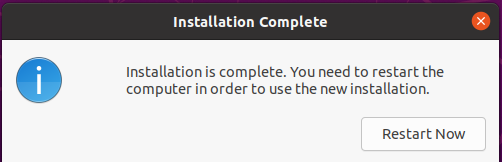 Installation Complete
Installation is complete. You need to restart the
computer in order to use the new installation.
Restart Now